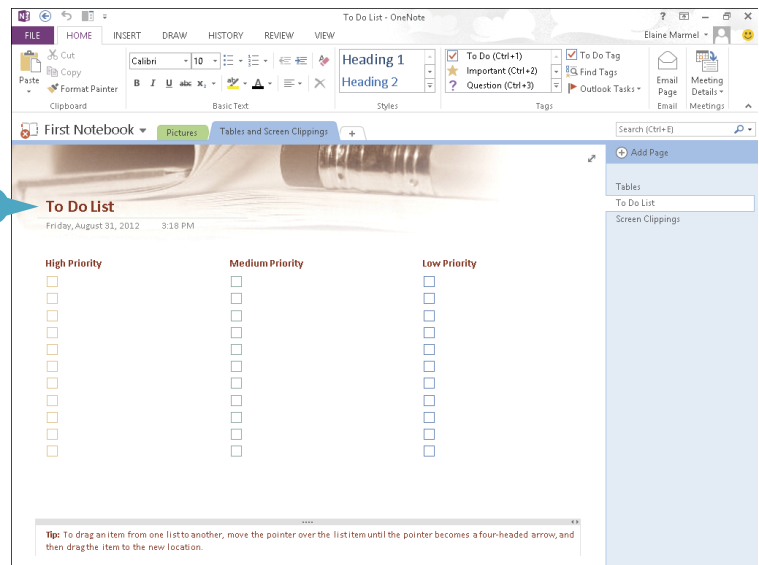 To Do List - OneNote
FILE HOME INSERT DRAW HISTORY REVIEW VIEW Elaine Marmel
Paste
Cut
Copy
Format Painter
Clipboard
Calibri 10
B I U abc x₂ aby A
Basic Text
Heading 1
Heading 2
Styles
To Do (Ctrl+1)
Important (Ctrl+2)
Question (Ctrl+3)
To Do Tag
Find Tags
Outlook Tasks
Tags
Email Page
Email
Meeting Details
Meetings
First Notebook Pictures Tables and Screen Clippings +
Search (Ctrl+E)
Add Page
Tables
To Do List
Screen Clippings
To Do List
Friday, August 31, 2012 3:18 PM
High Priority Medium Priority Low Priority
Tip: To drag an item from one list to another, move the pointer over the list item until the pointer becomes a four-headed arrow, and
then drag the item to the new location.